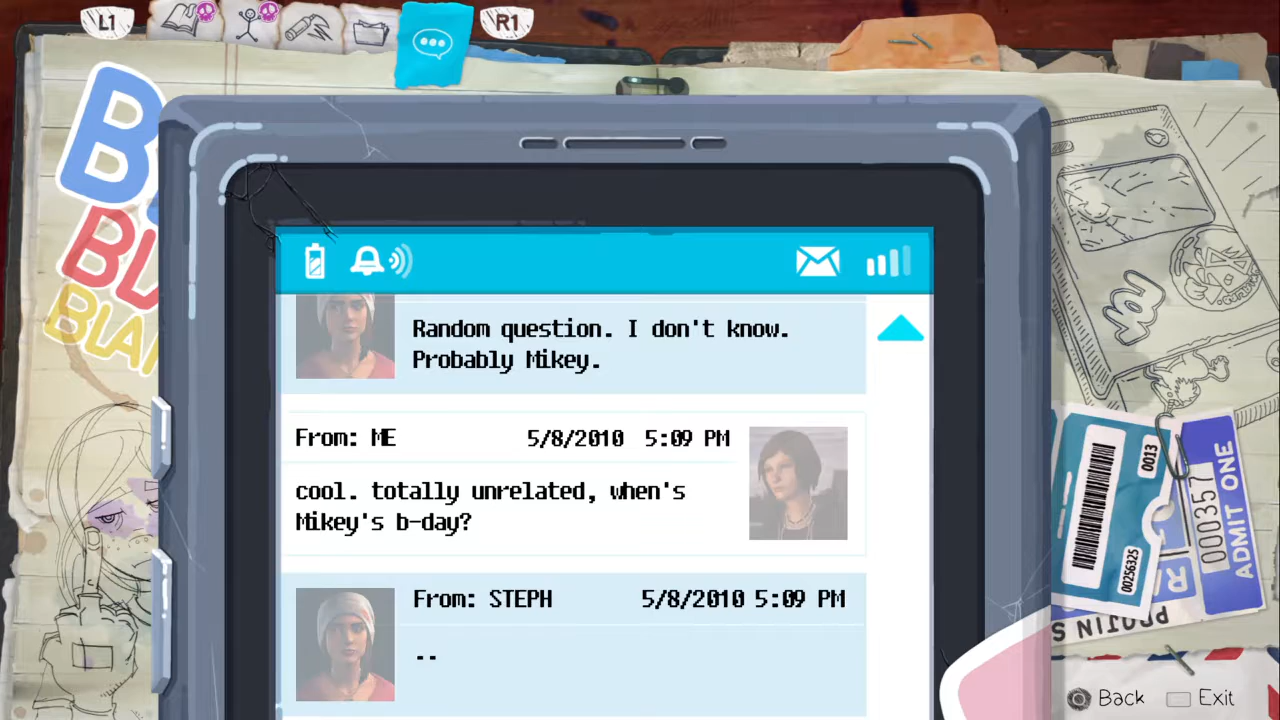 L1
R1
Random question. I don't know.
Probably Mikey.
From: ME 5/8/2010 5:09 PM
cool. totally unrelated, when's
Mikey's b-day?
From: STEPH 5/8/2010 5:09 PM
--
0013
00256325
000357
ADMIT ONE
Back
Exit